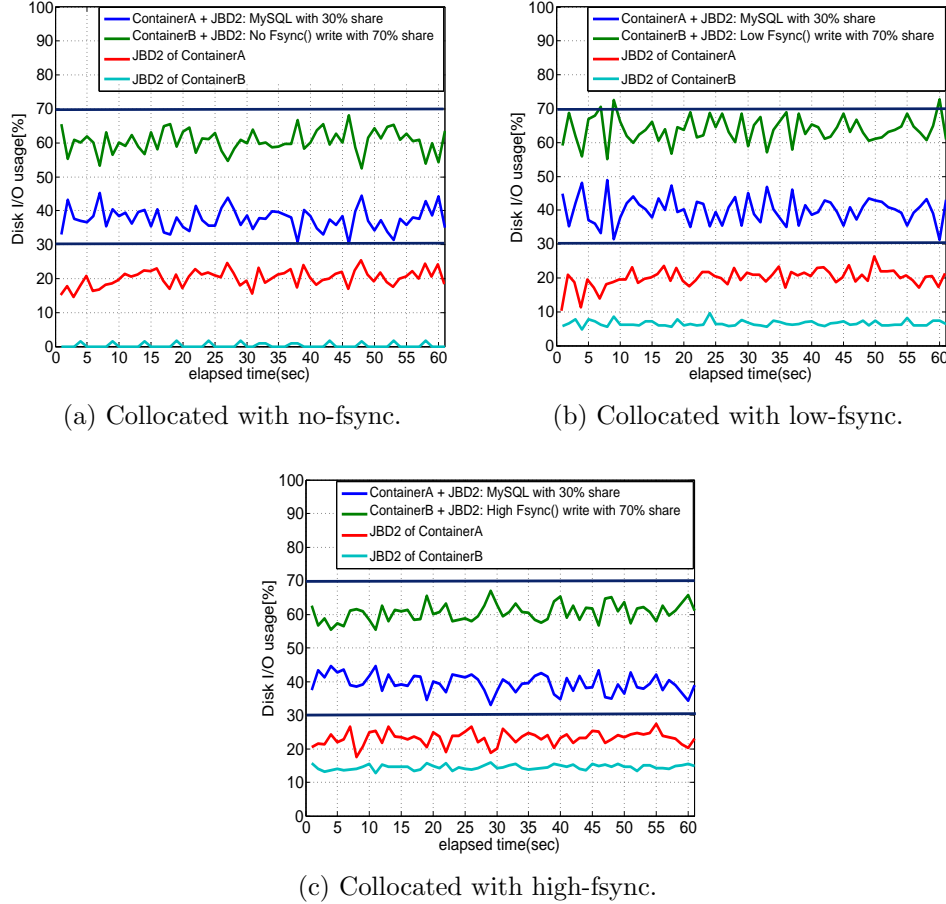 100
90
80
70
60
50
40
30
20
10
0
Disk I/O usage[%]
ContainerA + JBD2: MySQL with 30% share
ContainerB + JBD2: No Fsync() write with 70% share
JBD2 of ContainerA
JBD2 of ContainerB
0 5 10 15 20 25 30 35 40 45 50 55 60
elapsed time(sec)
(a) Collocated with no-fsync.
100
90
80
70
60
50
40
30
20
10
0
Disk I/O usage[%]
ContainerA + JBD2: MySQL with 30% share
ContainerB + JBD2: Low Fsync() write with 70% share
JBD2 of ContainerA
JBD2 of ContainerB
0 5 10 15 20 25 30 35 40 45 50 55 60
elapsed time(sec)
(b) Collocated with low-fsync.
100
90
80
70
60
50
40
30
20
10
0
Disk I/O usage[%]
ContainerA + JBD2: MySQL with 30% share
ContainerB + JBD2: High Fsync() write with 70% share
JBD2 of ContainerA
JBD2 of ContainerB
0 5 10 15 20 25 30 35 40 45 50 55 60
elapsed time(sec)
(c) Collocated with high-fsync.